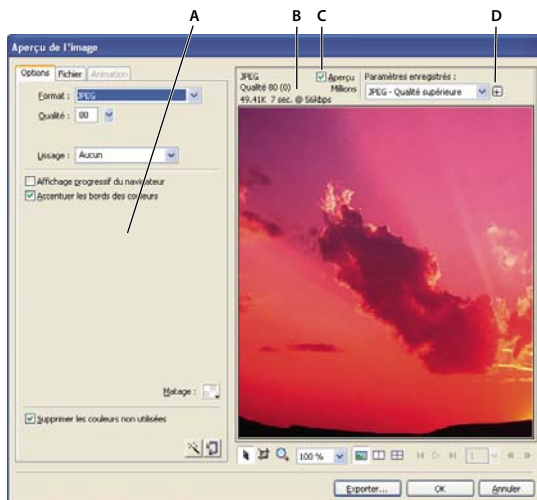 A
B
C
D
Aperçu de l'image
Options Fichier Animation
Format : JPEG
Qualité : 80
Lissage : Aucun
Affichage progressif du navigateur
Accentuer les bords des couleurs
Matage :
Supprimer les couleurs non utilisées
JPEG
Qualité 80 (0)
49.41K 7 sec. @ 56kbps
Aperçu
Millions
Paramètres enregistrés :
JPEG - Qualité supérieure
100 %
1
Exporter... OK Annuler